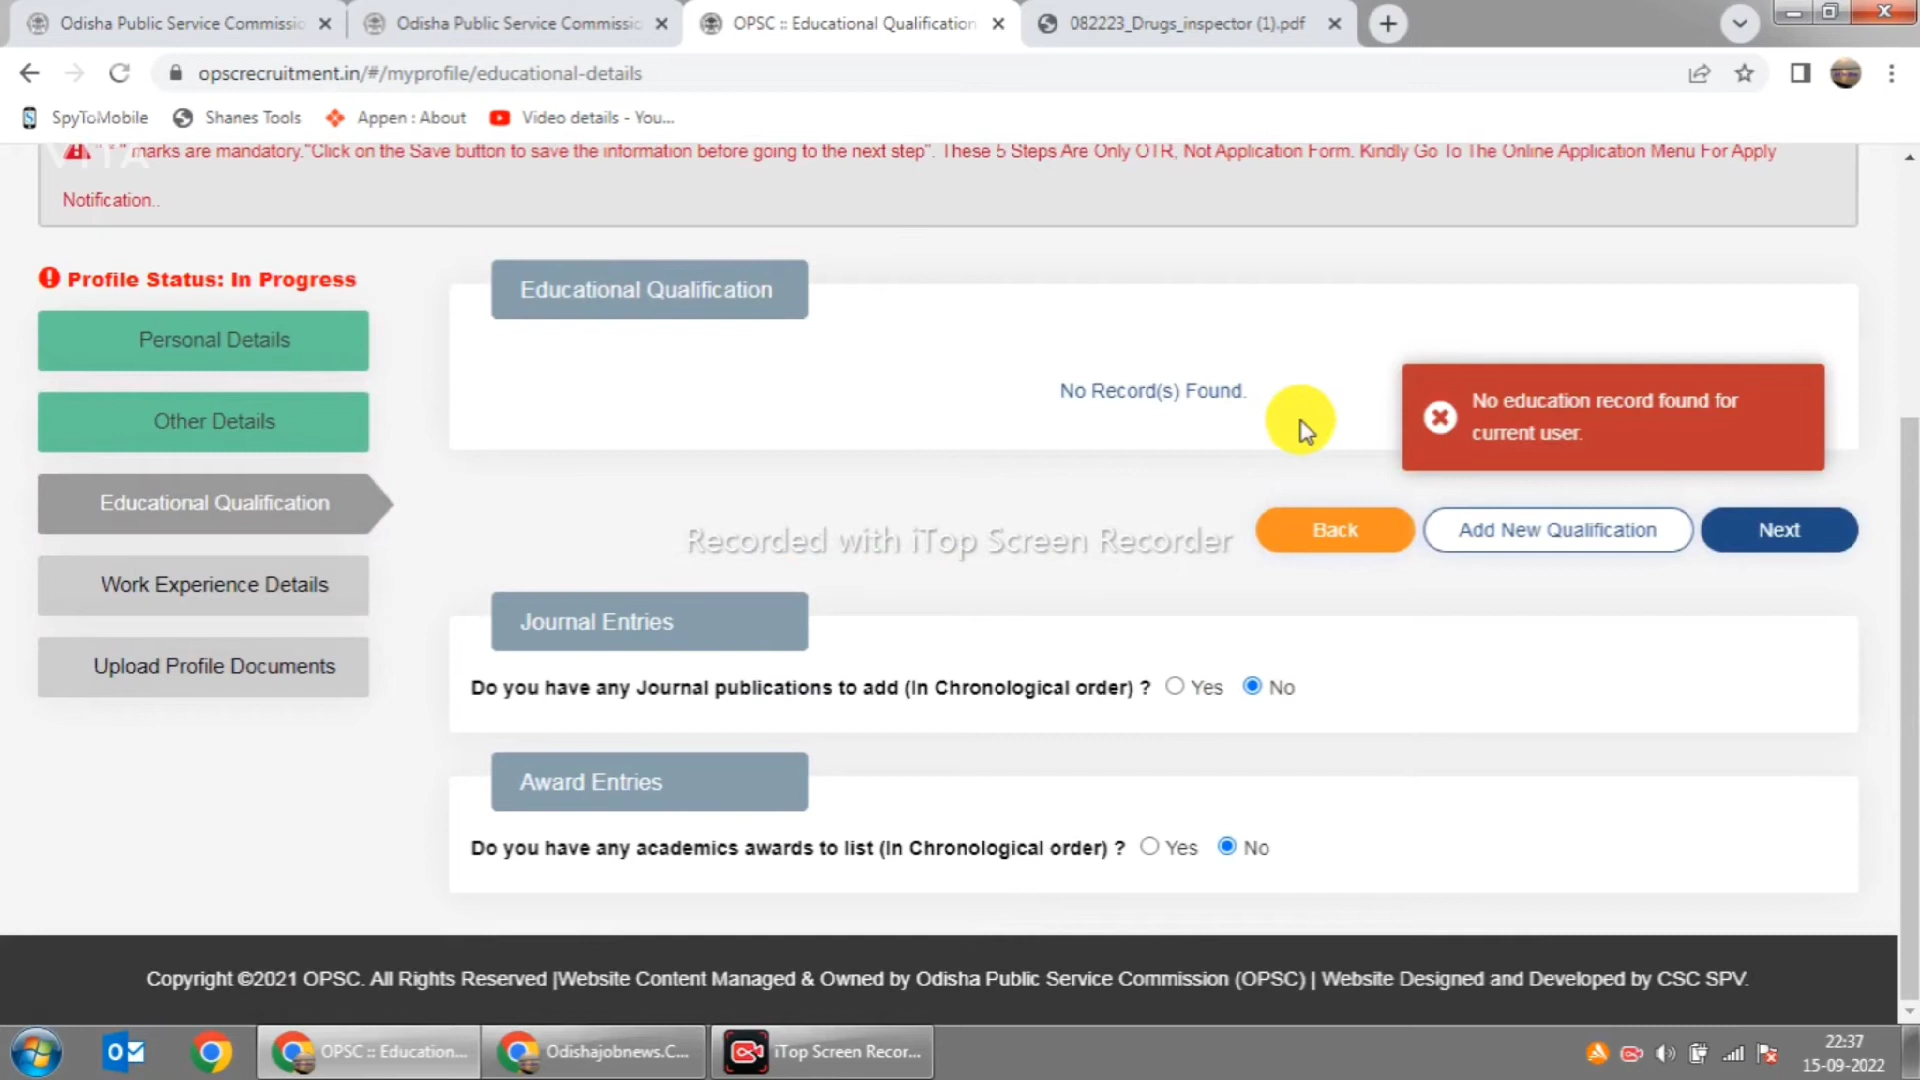 Odisha Public Service Commissio
Odisha Public Service Commissio
OPSC :: Educational Qualification
082223_Drugs_inspector (1).pdf
opscrecruitment.in/#/myprofile/educational-details
SpyToMobile
Shanes Tools
Appen : About
Video details - You...
"*" marks are mandatory."Click on the Save button to save the information before going to the next step". These 5 Steps Are Only OTR, Not Application Form. Kindly Go To The Online Application Menu For Apply
Notification..
Profile Status: In Progress
Personal Details
Other Details
Educational Qualification
Work Experience Details
Upload Profile Documents
Educational Qualification
No Record(s) Found.
No education record found for
current user.
Recorded with iTop Screen Recorder
Back
Add New Qualification
Next
Journal Entries
Do you have any Journal publications to add (In Chronological order) ? Yes No
Award Entries
Do you have any academics awards to list (In Chronological order) ? Yes No
Copyright ©2021 OPSC. All Rights Reserved |Website Content Managed & Owned by Odisha Public Service Commission (OPSC) | Website Designed and Developed by CSC SPV.
OPSC :: Education...
Odishajobnews.C...
iTop Screen Recor...
22:37
15-09-2022